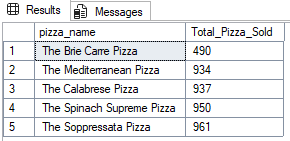 Results Messages
pizza_name Total_Pizza_Sold
1 The Brie Carre Pizza 490
2 The Mediterranean Pizza 934
3 The Calabrese Pizza 937
4 The Spinach Supreme Pizza 950
5 The Soppressata Pizza 961